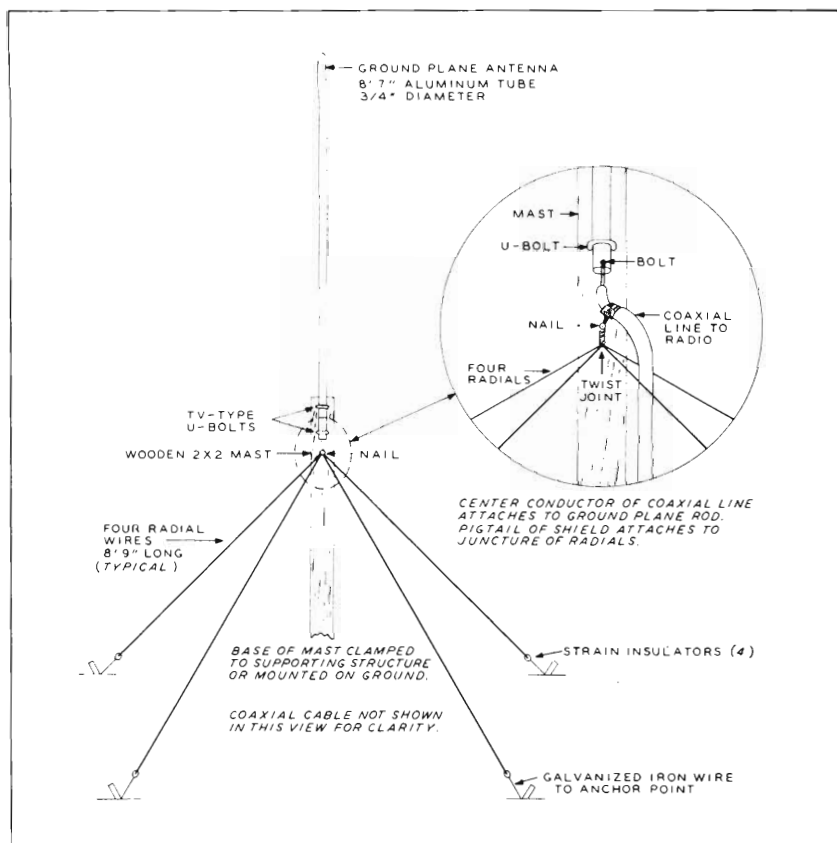 GROUND PLANE ANTENNA
8'7" ALUMINUM TUBE
3/4" DIAMETER
MAST
U-BOLT
BOLT
NAIL
COAXIAL
LINE TO
RADIO
FOUR
RADIALS
TWIST
JOINT
TV-TYPE
U-BOLTS
WOODEN 2X2 MAST
NAIL
CENTER CONDUCTOR OF COAXIAL LINE
ATTACHES TO GROUND PLANE ROD.
PIGTAIL OF SHIELD ATTACHES TO
JUNCTURE OF RADIALS.
FOUR RADIAL
WIRES
8'9" LONG
(TYPICAL)
BASE OF MAST CLAMPED
TO SUPPORTING STRUCTURE
OR MOUNTED ON GROUND.
STRAIN INSULATORS (4)
COAXIAL CABLE NOT SHOWN
IN THIS VIEW FOR CLARITY.
GALVANIZED IRON WIRE
TO ANCHOR POINT